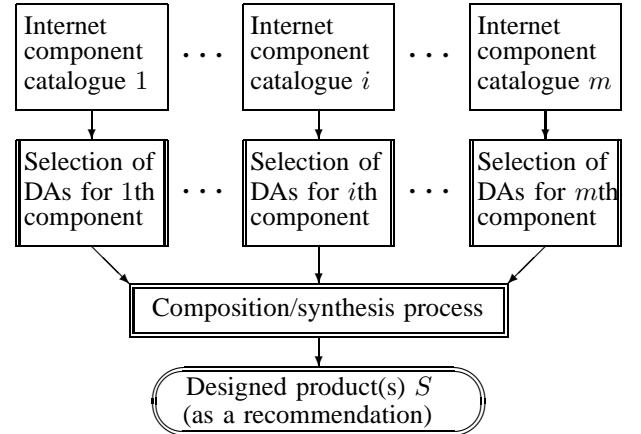 Internet component catalogue 1
· · ·
Internet component catalogue i
· · ·
Internet component catalogue m
Selection of DAs for 1th component
· · ·
Selection of DAs for ith component
· · ·
Selection of DAs for mth component
Composition/synthesis process
Designed product(s) S
(as a recommendation)